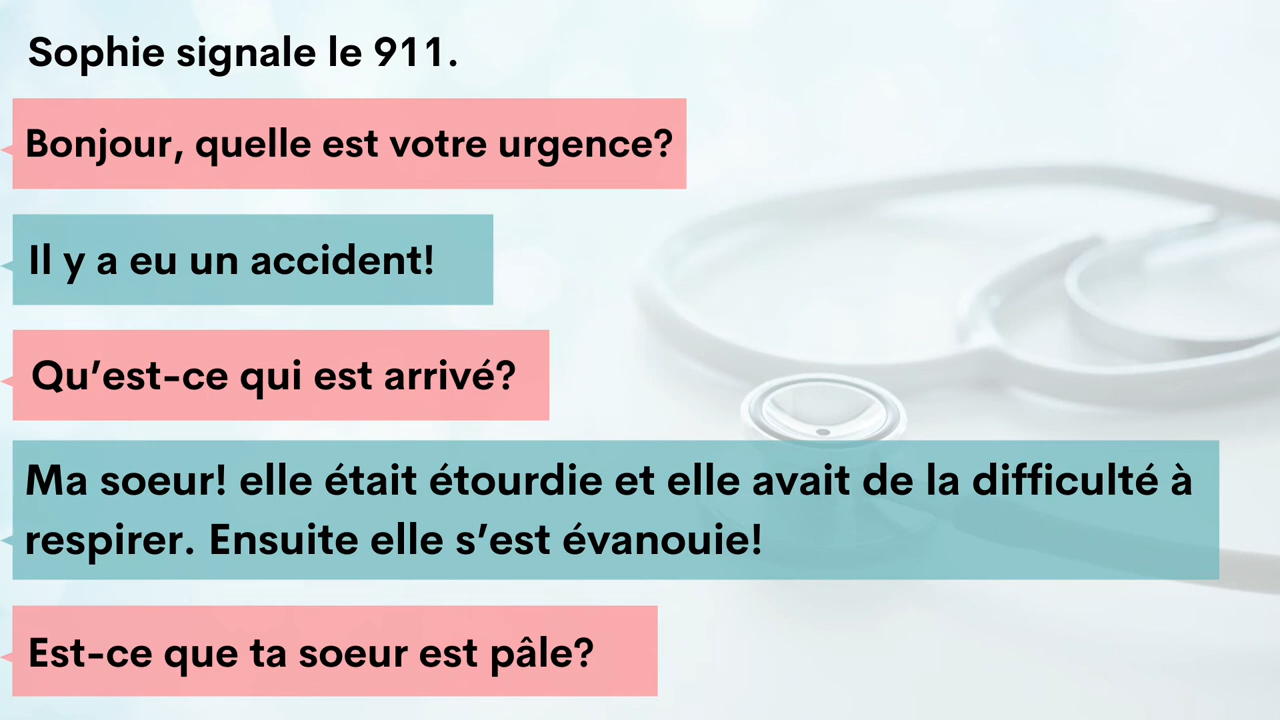 Sophie signale le 911.
Bonjour, quelle est votre urgence?
Il y a eu un accident!
Qu’est-ce qui est arrivé?
Ma soeur! elle était étourdie et elle avait de la difficulté à
respirer. Ensuite elle s’est évanouie!
Est-ce que ta soeur est pâle?